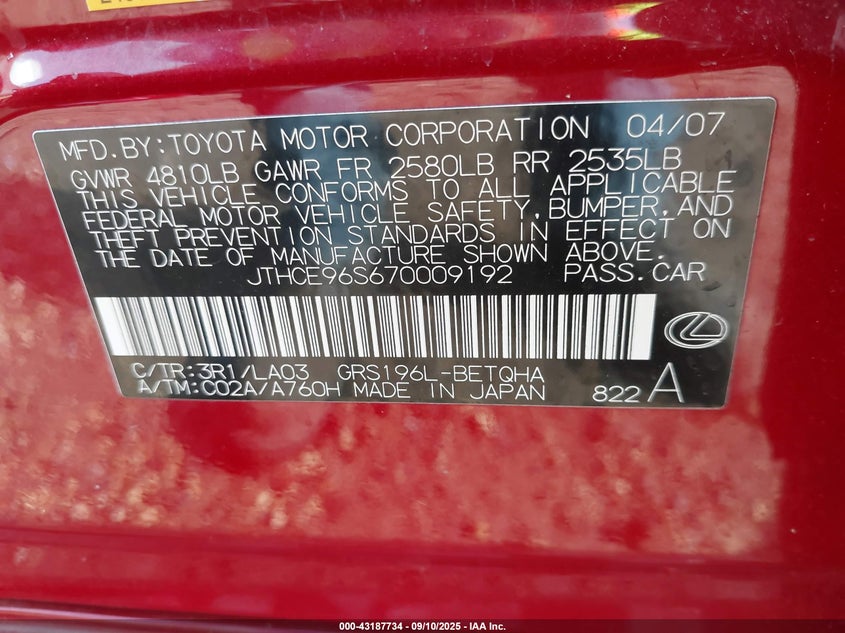 MFD.BY:TOYOTA MOTOR CORPORATION 04/07
GVWR 4810LB GAWR FR 2580LB RR 2535LB
THIS VEHICLE CONFORMS TO ALL APPLICABLE
FEDERAL MOTOR VEHICLE SAFETY,BUMPER,AND
THEFT PREVENTION STANDARDS IN EFFECT ON
THE DATE OF MANUFACTURE SHOWN ABOVE.
JTHCE96S670009192 PASS.CAR
C/TR:3R1/LA03 GRS196L-BETQHA
A/TM:C02A/A760H MADE IN JAPAN 822 A
000-43187734 - 09/10/2025 - IAA Inc.